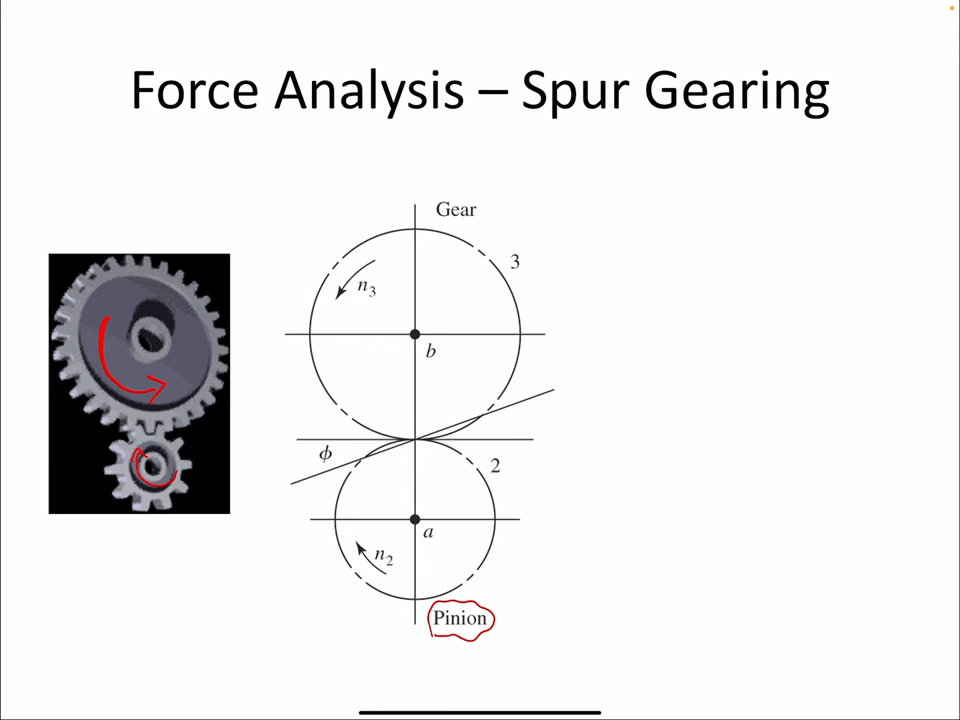 Force Analysis – Spur Gearing
Gear
3
n3
b
ϕ
2
a
n2
Pinion